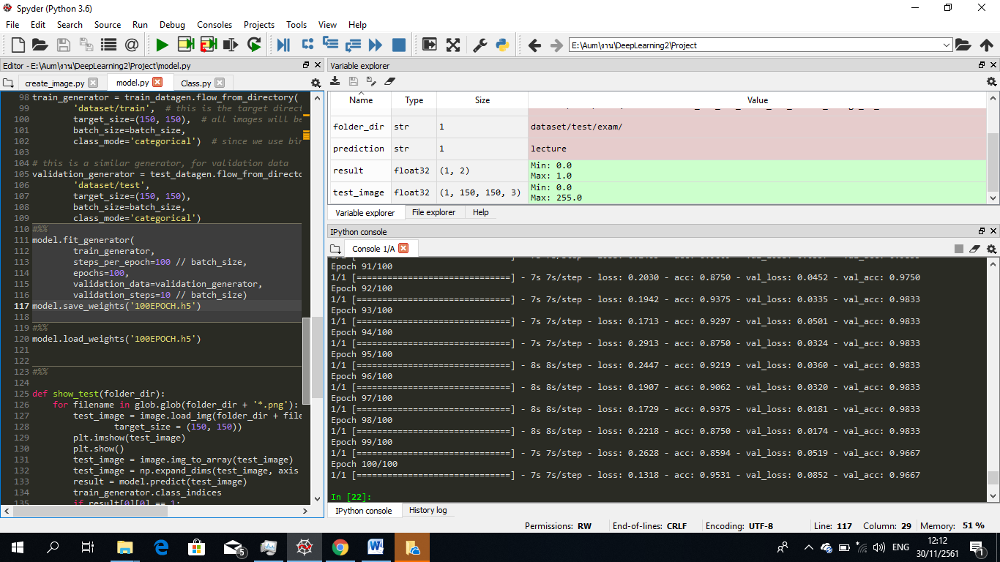 Spyder (Python 3.6)
File Edit Search Source Run Debug Consoles Projects Tools View Help
E:\Aum\งาน\DeepLearning2\Project
Editor - E:\Aum\งาน\DeepLearning2\Project\model.py
create_image.py model.py Class.py
98 train_generator = train_datagen.flow_from_directory(
99 'dataset/train',  # this is the target direct
100 target_size=(150, 150),  # all images will be
101 batch_size=batch_size,
102 class_mode='categorical')  # since we use bin
103
104 # this is a similar generator, for validation data
105 validation_generator = test_datagen.flow_from_directo
106 'dataset/test',
107 target_size=(150, 150),
108 batch_size=batch_size,
109 class_mode='categorical')
110 #%%
111 model.fit_generator(
112 train_generator,
113 steps_per_epoch=100 // batch_size,
114 epochs=100,
115 validation_data=validation_generator,
116 validation_steps=10 // batch_size)
117 model.save_weights('100EPOCH.h5')
118
119 #%%
120 model.load_weights('100EPOCH.h5')
121
122
123 #%%
124
125 def show_test(folder_dir):
126 for filename in glob.glob(folder_dir + '*.png'):
127 test_image = image.load_img(folder_dir + file
128 target_size = (150, 150))
129 plt.imshow(test_image)
130 plt.show()
131 test_image = image.img_to_array(test_image)
132 test_image = np.expand_dims(test_image, axis
133 result = model.predict(test_image)
134 train_generator.class_indices
135 if result[0][0] == 1:
Variable explorer
Name Type Size Value
folder_dir str 1 dataset/test/exam/
prediction str 1 lecture
result float32 (1, 2) Min: 0.0
Max: 1.0
test_image float32 (1, 150, 150, 3) Min: 0.0
Max: 255.0
Variable explorer File explorer Help
IPython console
Console 1/A
Epoch 91/100
1/1 [==============================] - 7s 7s/step - loss: 0.2030 - acc: 0.8750 - val_loss: 0.0452 - val_acc: 0.9750
Epoch 92/100
1/1 [==============================] - 7s 7s/step - loss: 0.1942 - acc: 0.9375 - val_loss: 0.0335 - val_acc: 0.9833
Epoch 93/100
1/1 [==============================] - 7s 7s/step - loss: 0.1713 - acc: 0.9297 - val_loss: 0.0501 - val_acc: 0.9833
Epoch 94/100
1/1 [==============================] - 7s 7s/step - loss: 0.2913 - acc: 0.8750 - val_loss: 0.0324 - val_acc: 0.9833
Epoch 95/100
1/1 [==============================] - 8s 8s/step - loss: 0.2447 - acc: 0.9219 - val_loss: 0.0360 - val_acc: 0.9833
Epoch 96/100
1/1 [==============================] - 8s 8s/step - loss: 0.1907 - acc: 0.9062 - val_loss: 0.0320 - val_acc: 0.9833
Epoch 97/100
1/1 [==============================] - 8s 8s/step - loss: 0.1729 - acc: 0.9375 - val_loss: 0.0181 - val_acc: 0.9833
Epoch 98/100
1/1 [==============================] - 8s 8s/step - loss: 0.2218 - acc: 0.8750 - val_loss: 0.0174 - val_acc: 0.9833
Epoch 99/100
1/1 [==============================] - 7s 7s/step - loss: 0.2628 - acc: 0.8594 - val_loss: 0.0519 - val_acc: 0.9667
Epoch 100/100
1/1 [==============================] - 7s 7s/step - loss: 0.1318 - acc: 0.9531 - val_loss: 0.0852 - val_acc: 0.9667
In [22]:
IPython console History log
Permissions: RW End-of-lines: CRLF Encoding: UTF-8 Line: 117 Column: 29 Memory: 51 %
5 ENG 12:12
30/11/2561 1